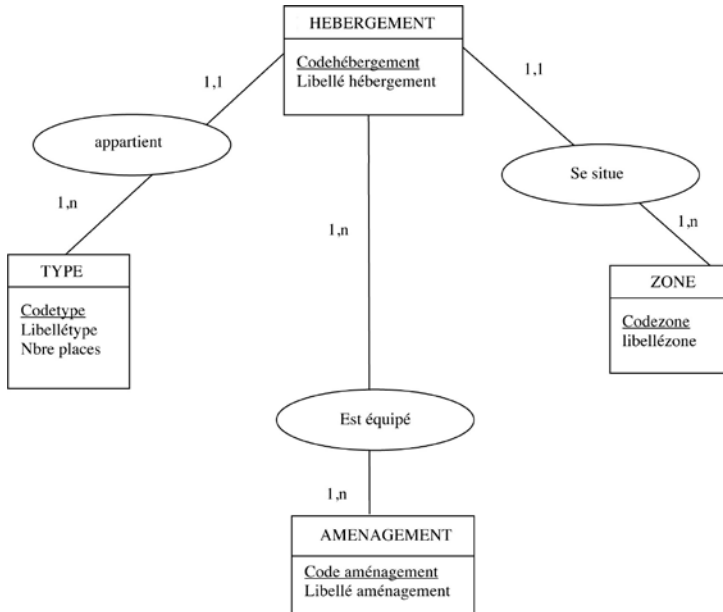 HEBERGEMENT
Codehébergement
Libellé hébergement
1,1
1,1
appartient
Se situe
1,n
1,n
1,n
TYPE
Codetype
Libellétype
Nbre places
ZONE
Codezone
libellézone
Est équipé
1,n
AMENAGEMENT
Code aménagement
Libellé aménagement